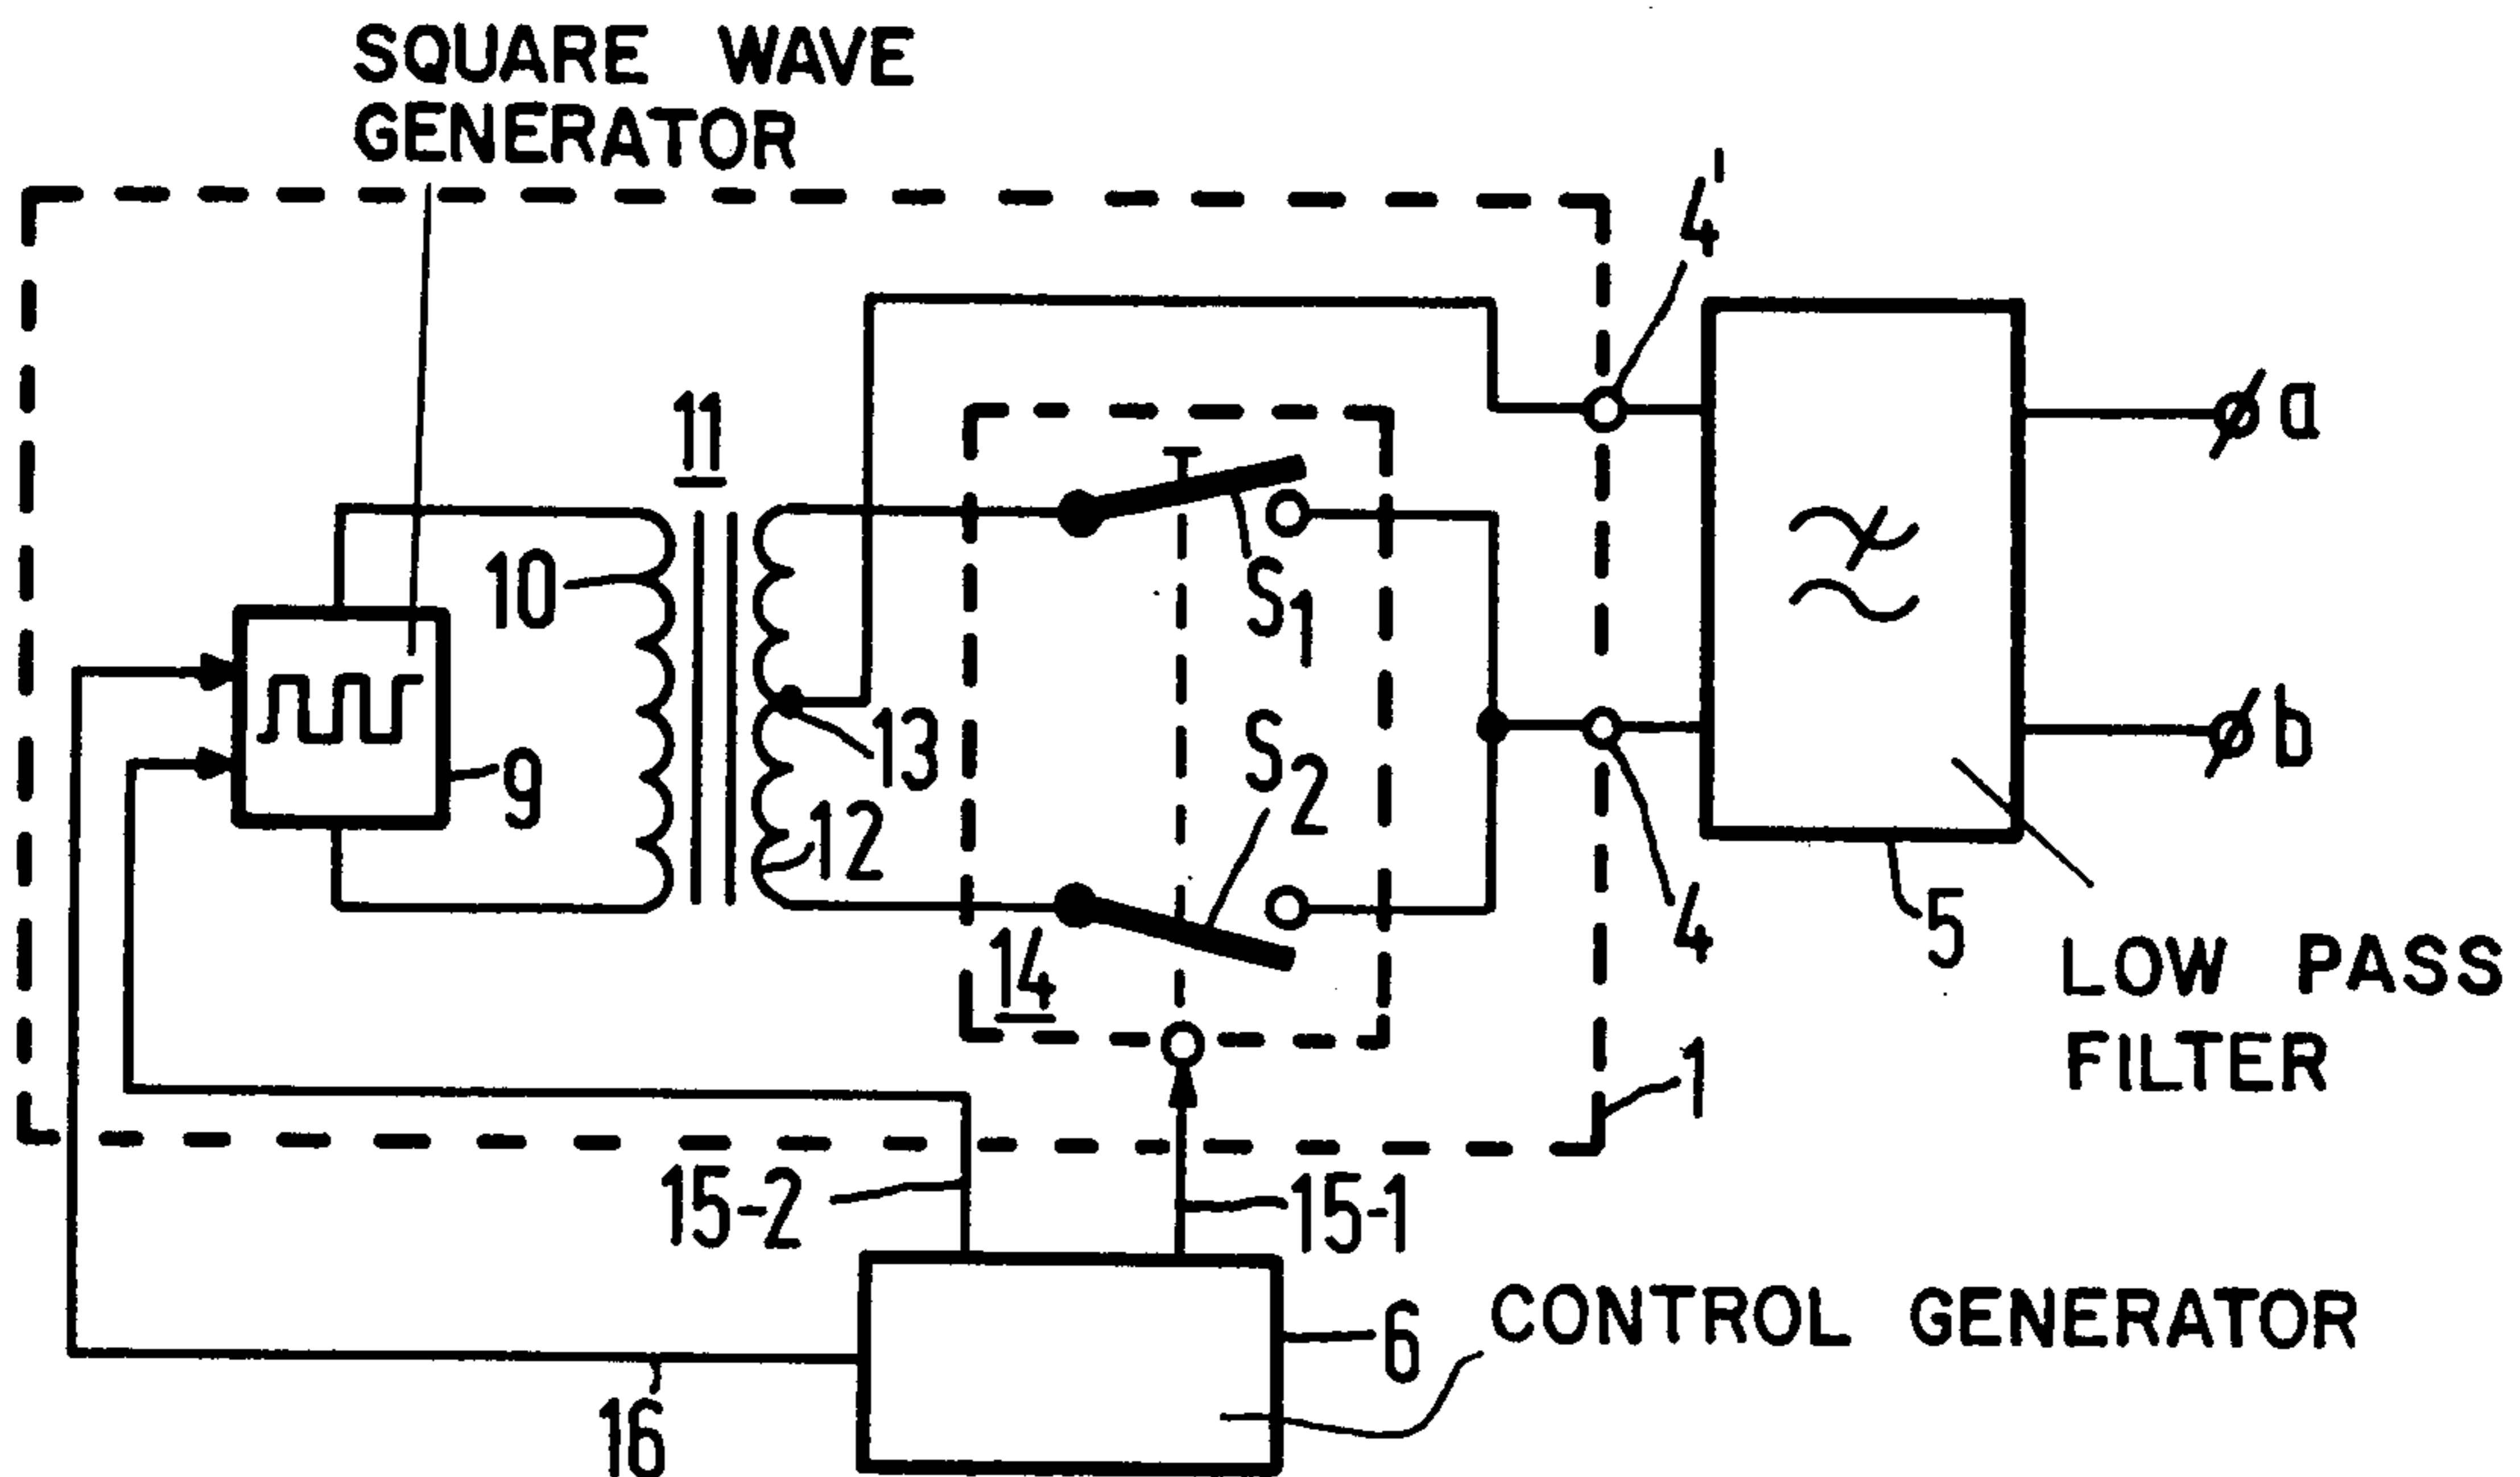 SQUARE WAVE
GENERATOR
4'
11
a
10
S1
13
S2
b
9
12
4
5
14
LOW PASS
FILTER
1
15-2
15-1
6
CONTROL GENERATOR
16